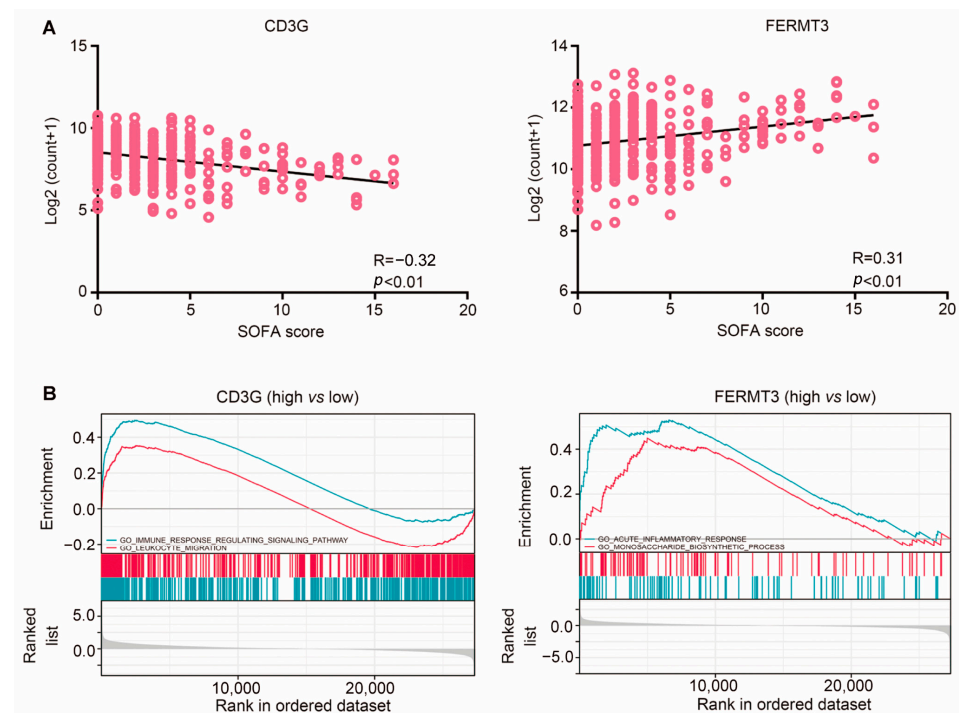 A
CD3G
FERMT3
15
10
5
0
Log2 (count+1)
R=−0.32
p<0.01
0 5 10 15 20
SOFA score
14
12
10
8
6
Log2 (count+1)
R=0.31
p<0.01
0 5 10 15 20
SOFA score
B
CD3G (high vs low)
FERMT3 (high vs low)
0.4
0.2
0.0
−0.2
Enrichment
GO_IMMUNE_RESPONSE_REGULATING_SIGNALING_PATHWAY
GO_LEUKOCYTE_MIGRATION
5.0
0.0
Ranked
list
10,000 20,000
Rank in ordered dataset
0.4
0.2
0.0
Enrichment
GO_ACUTE_INFLAMMATORY_RESPONSE
GO_MONOSACCHARIDE_BIOSYNTHETIC_PROCESS
0.0
−5.0
Ranked
list
10,000 20,000
Rank in ordered dataset